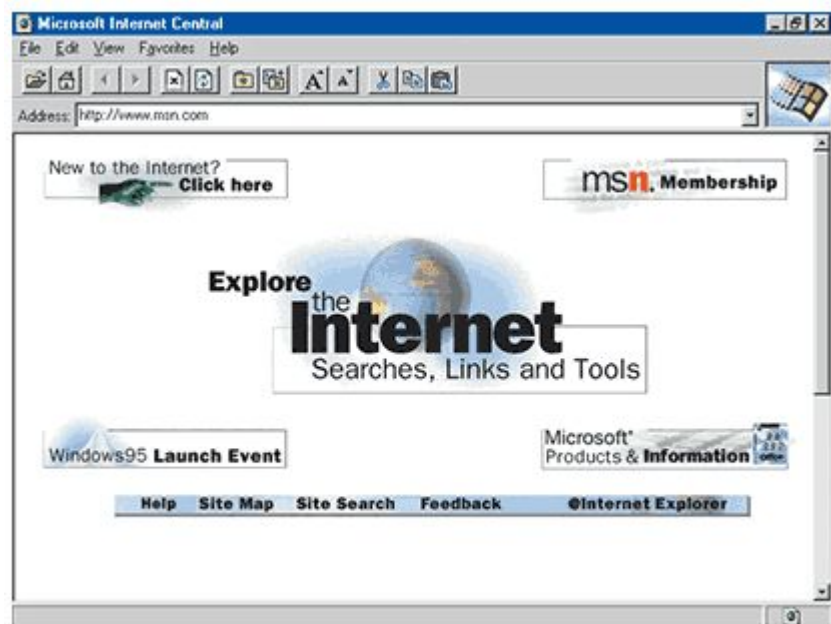 Microsoft Internet Central
File Edit View Favorites Help
A A
Address: http://www.msn.com
New to the Internet?
Click here
msn. Membership
Explore
the
Internet
Searches, Links and Tools
Windows95 Launch Event
Microsoft
Products & Information
Help Site Map Site Search Feedback @Internet Explorer